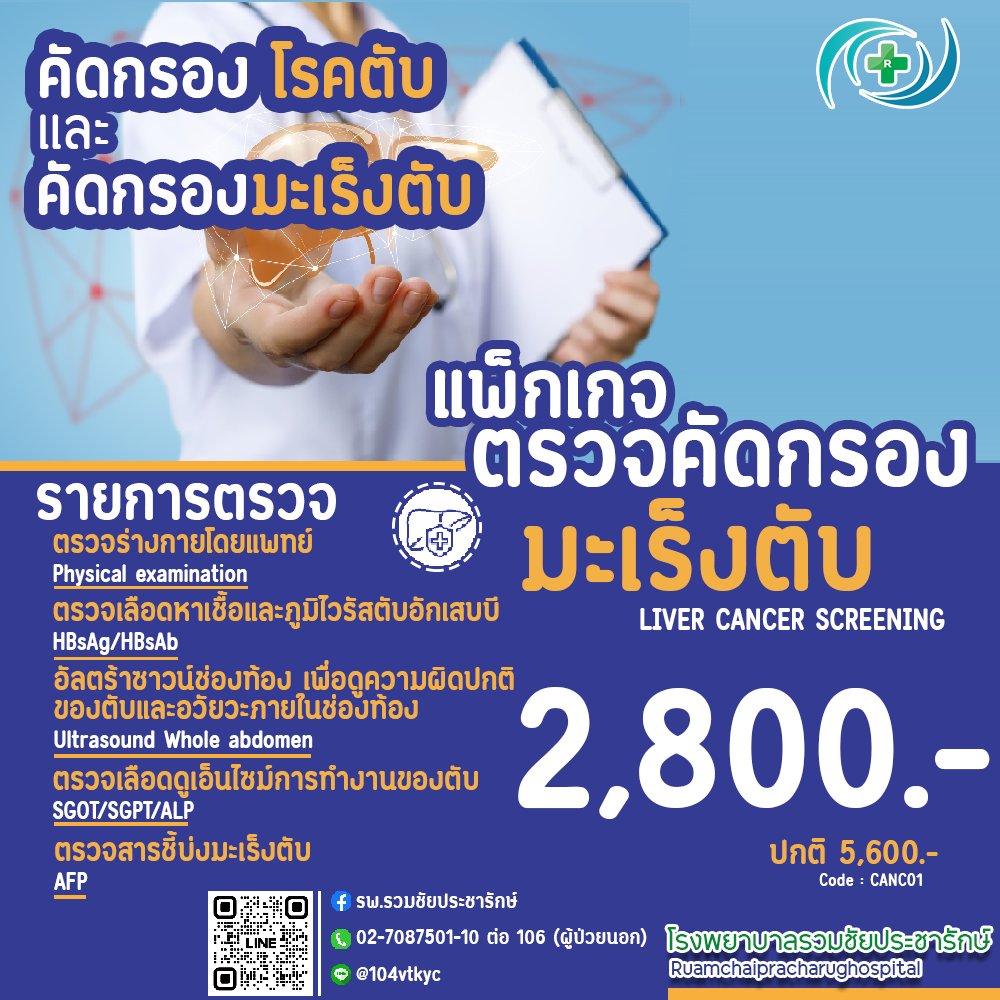 คัดกรอง โรคตับ
และ
คัดกรองมะเร็งตับ
R
แพ็กเกจ
ตรวจคัดกรอง
มะเร็งตับ
LIVER CANCER SCREENING
2,800.-
ปกติ 5,600.-
Code : CANC01
รายการตรวจ
ตรวจร่างกายโดยแพทย์
Physical examination
ตรวจเลือดหาเชื้อและภูมิไวรัสตับอักเสบบี
HBsAg/HBsAb
อัลตร้าซาวน์ช่องท้อง เพื่อดูความผิดปกติ
ของตับและอวัยวะภายในช่องท้อง
Ultrasound Whole abdomen
ตรวจเลือดดูเอ็นไซม์การทำงานของตับ
SGOT/SGPT/ALP
ตรวจสารชี้บ่งมะเร็งตับ
AFP
LINE
รพ.รวมชัยประชารักษ์
02-7087501-10 ต่อ 106 (ผู้ป่วยนอก)
@104vtkyc
โรงพยาบาลรวมชัยประชารักษ์
Ruamchaipracharughospital